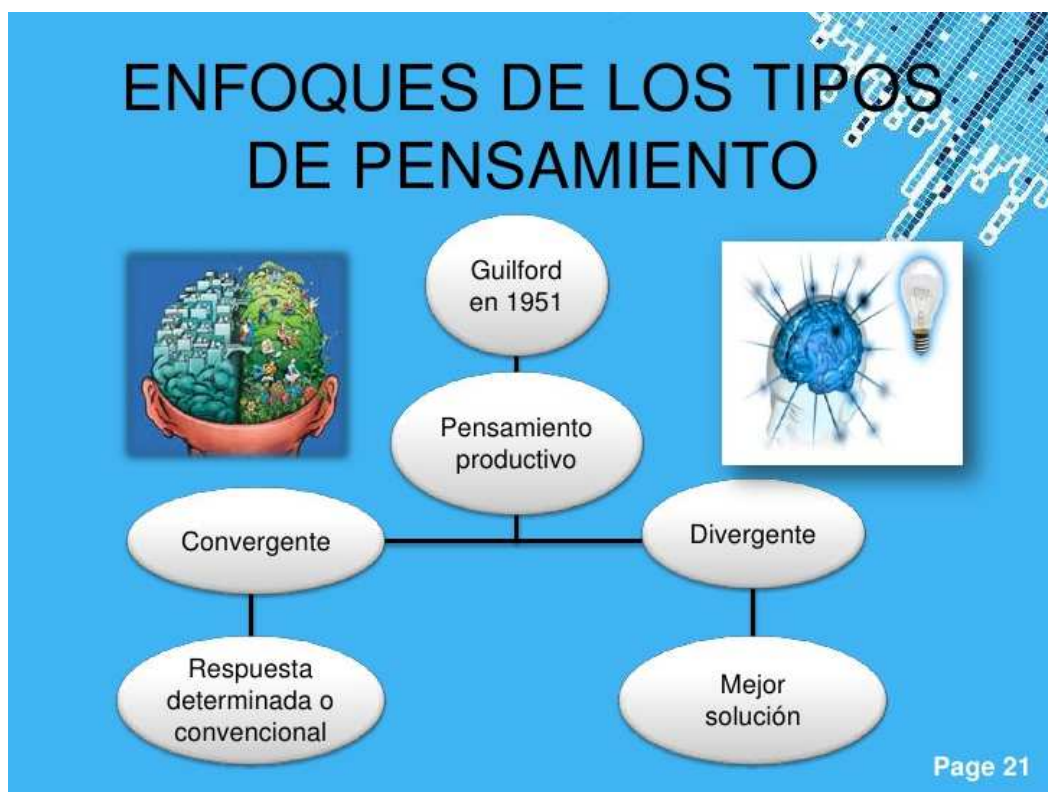 ENFOQUES DE LOS TIPOS
DE PENSAMIENTO
Guilford
en 1951
Pensamiento
productivo
Convergente
Divergente
Respuesta
determinada o
convencional
Mejor
solución
Page 21